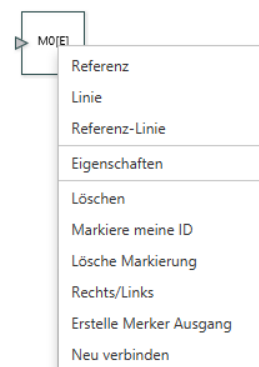 M0[E]
Referenz
Linie
Referenz-Linie
Eigenschaften
Löschen
Markiere meine ID
Lösche Markierung
Rechts/Links
Erstelle Merker Ausgang
Neu verbinden